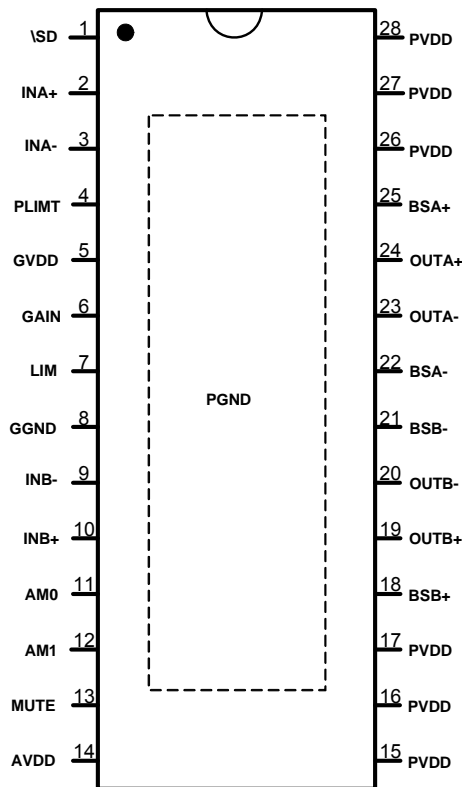 \SD 1 28 PVDD
INA+ 2 27 PVDD
INA- 3 26 PVDD
PLIMT 4 25 BSA+
GVDD 5 24 OUTA+
GAIN 6 23 OUTA-
LIM 7 22 BSA-
PGND
GGND 8 21 BSB-
INB- 9 20 OUTB-
INB+ 10 19 OUTB+
AM0 11 18 BSB+
AM1 12 17 PVDD
MUTE 13 16 PVDD
AVDD 14 15 PVDD